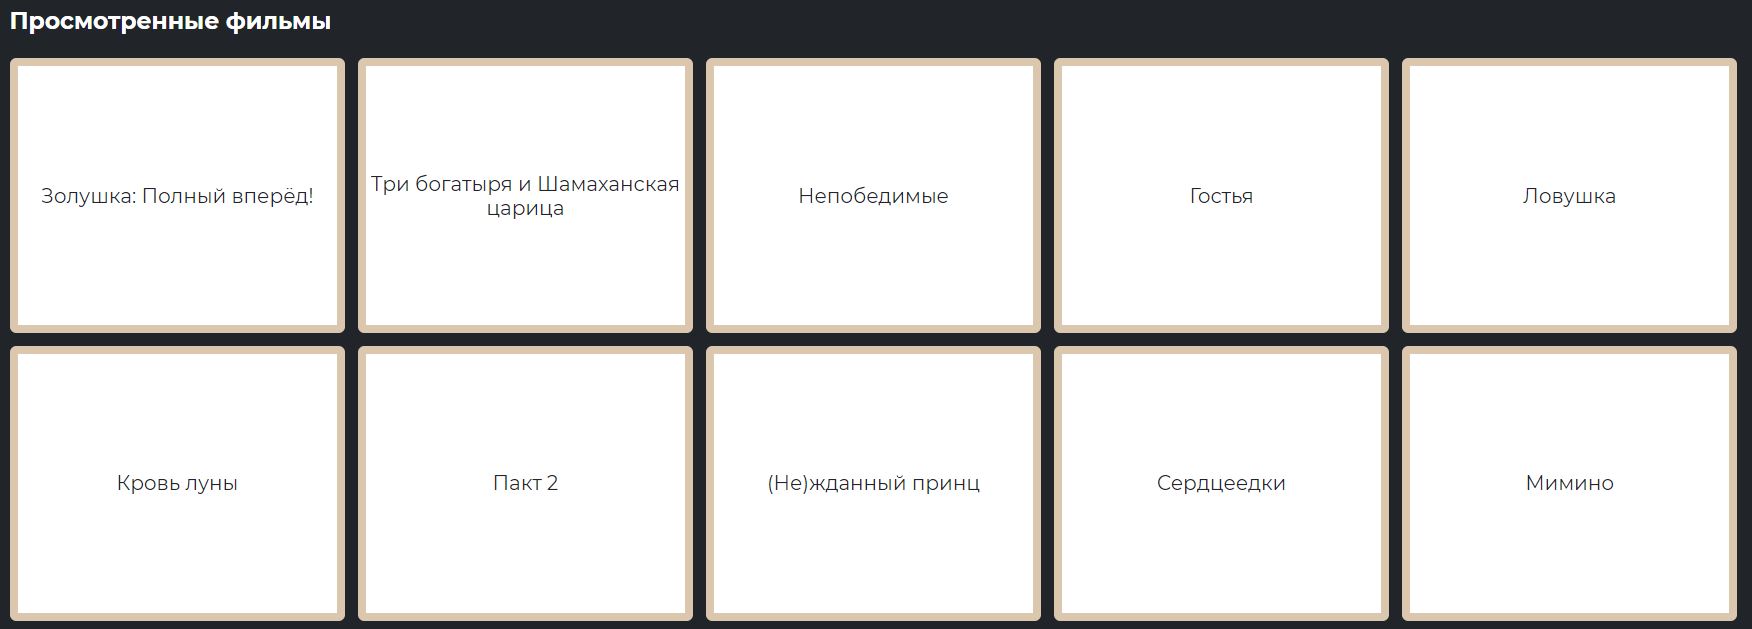 Просмотренные фильмы
Золушка: Полный вперёд!
Три богатыря и Шамаханская
царица
Непобедимые
Гостья
Ловушка
Кровь луны
Пакт 2
(Не)жданный принц
Сердцеедки
Мимино